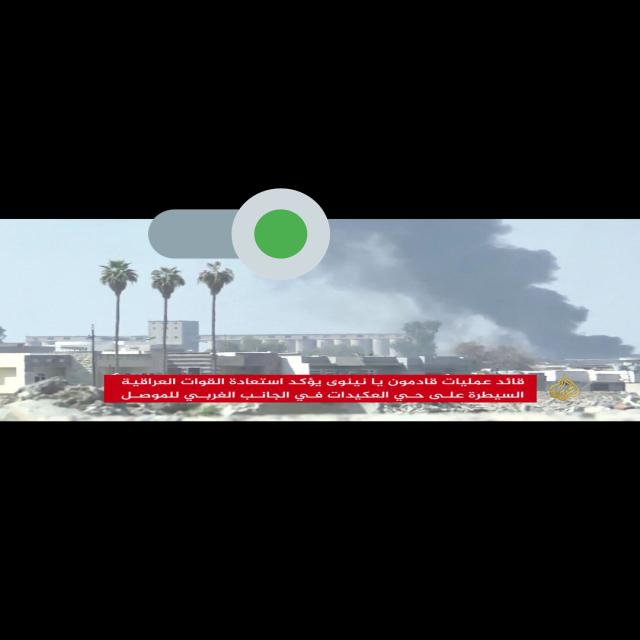 قائد عمليات قادمون يا نينوى يؤكد استعادة القوات العراقية
السيطرة على حي العكيدات في الجانب الغربي للموصل